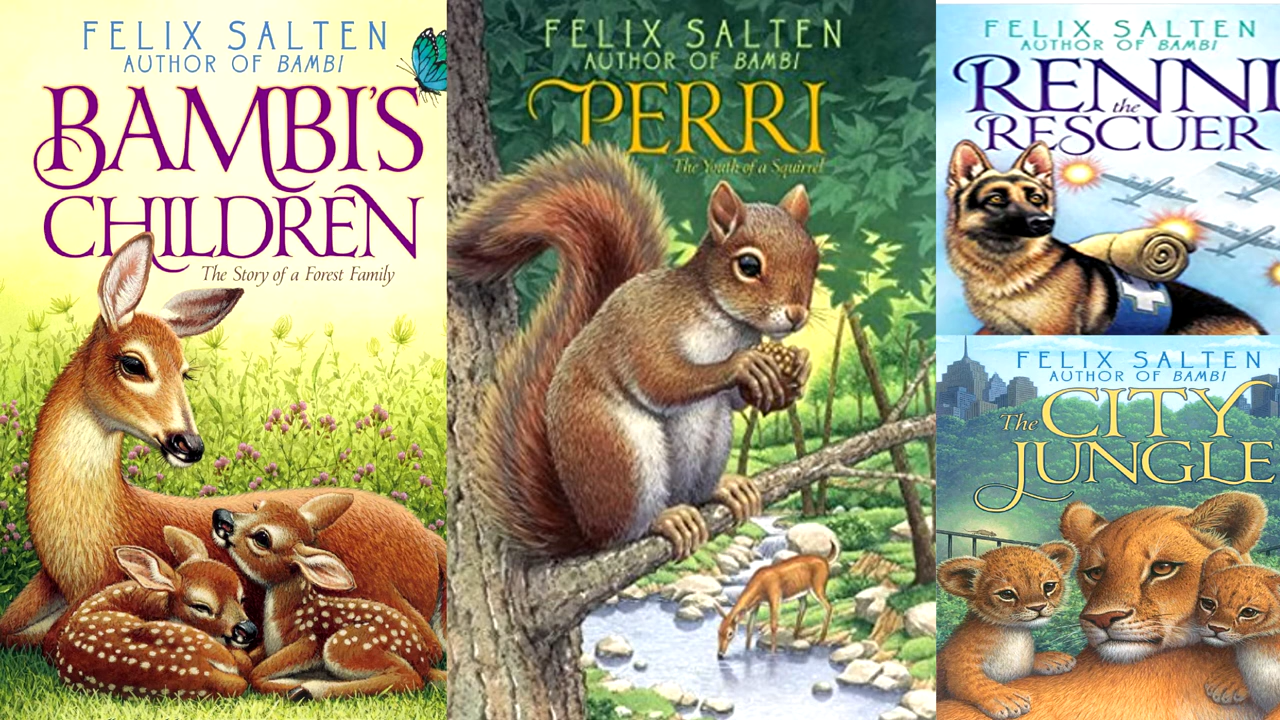 FELIX SALTEN
AUTHOR OF BAMBI
BAMBI'S
CHILDREN
The Story of a Forest Family
FELIX SALTEN
AUTHOR OF BAMBI
PERRI
The Youth of a Squirrel
FELIX SALTEN
AUTHOR OF BAMBI
RENNI
the
RESCUER
FELIX SALTEN
AUTHOR OF BAMBI
The CITY
JUNGLE